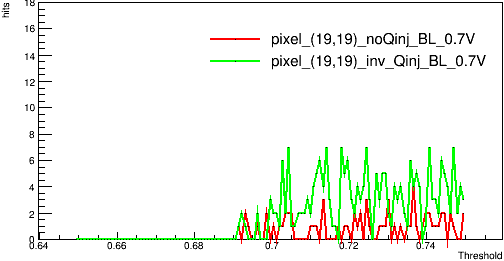 hits
18
16
14
12
10
8
6
4
2
0
pixel_(19,19)_noQinj_BL_0.7V
pixel_(19,19)_inv_Qinj_BL_0.7V
0.64 0.66 0.68 0.7 0.72 0.74
Threshold